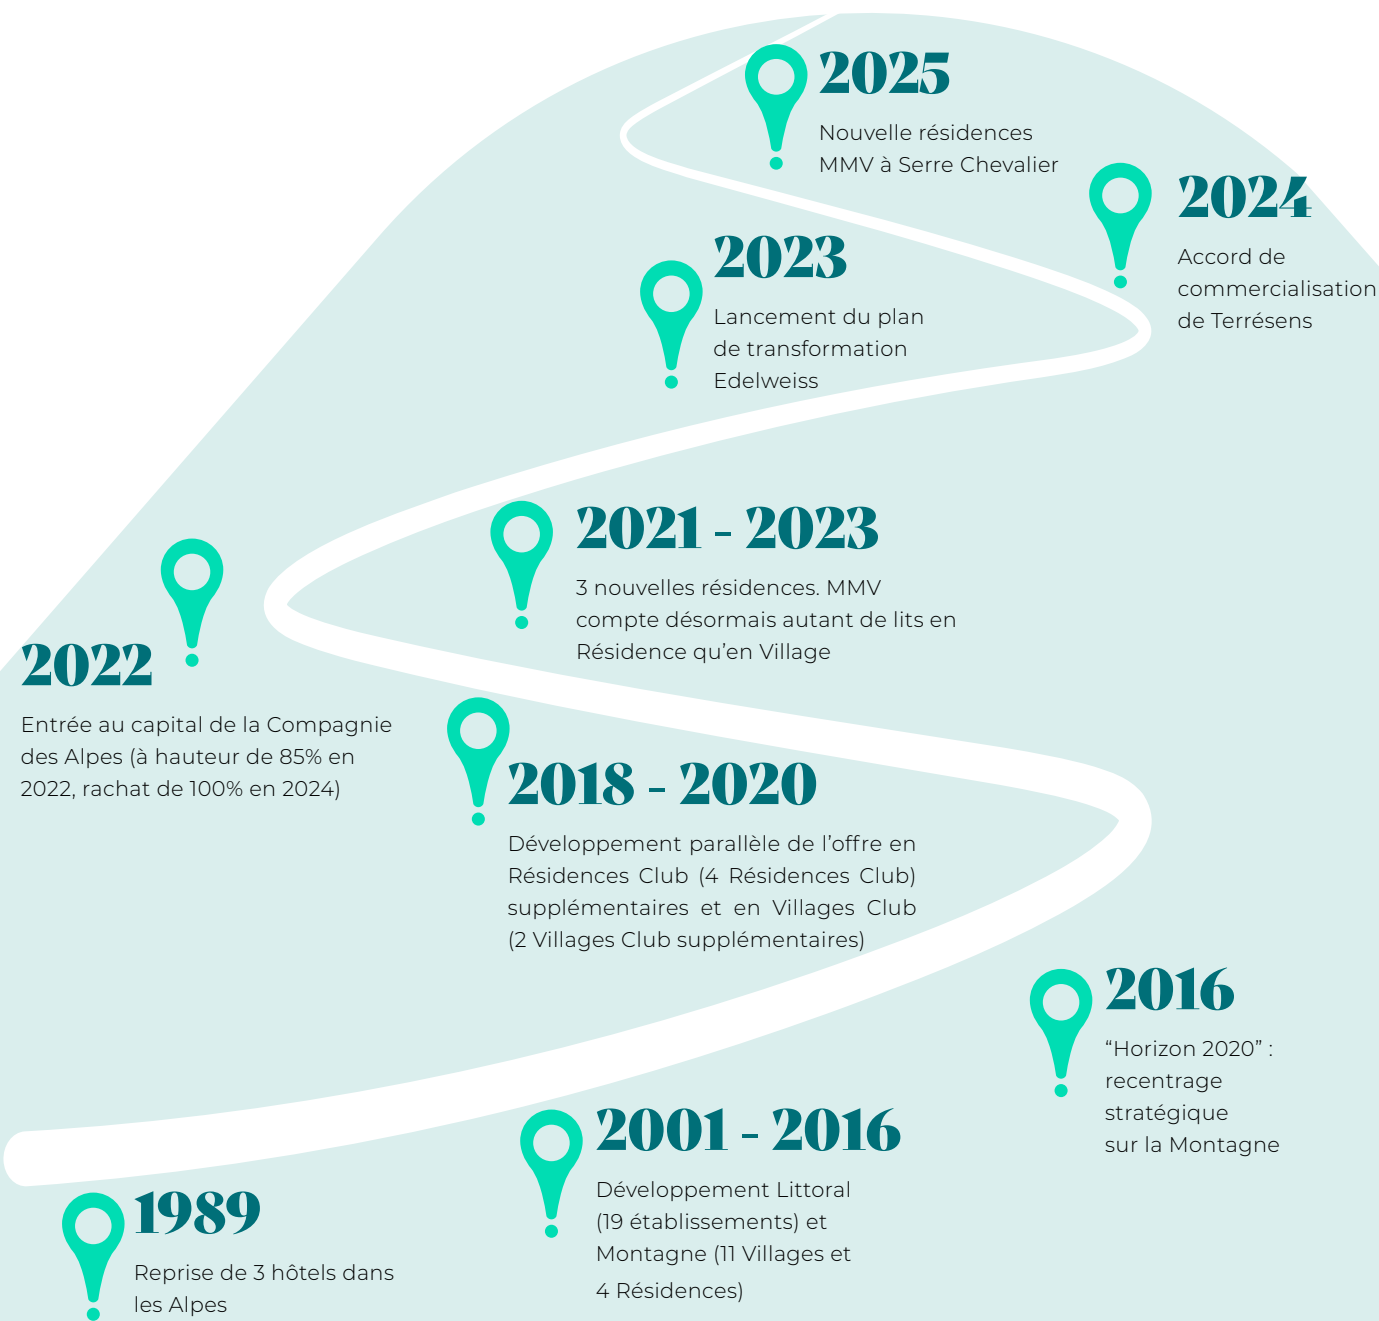 2025
Nouvelle résidences
MMV à Serre Chevalier
2024
Accord de
commercialisation
de Terrésens
2023
Lancement du plan
de transformation
Edelweiss
2021 - 2023
3 nouvelles résidences. MMV
compte désormais autant de lits en
Résidence qu’en Village
2022
Entrée au capital de la Compagnie
des Alpes (à hauteur de 85% en
2022, rachat de 100% en 2024)
2018 - 2020
Développement parallèle de l’offre en
Résidences Club (4 Résidences Club)
supplémentaires et en Villages Club
(2 Villages Club supplémentaires)
2016
“Horizon 2020” :
recentrage
stratégique
sur la Montagne
2001 - 2016
Développement Littoral
(19 établissements) et
Montagne (11 Villages et
4 Résidences)
1989
Reprise de 3 hôtels dans
les Alpes